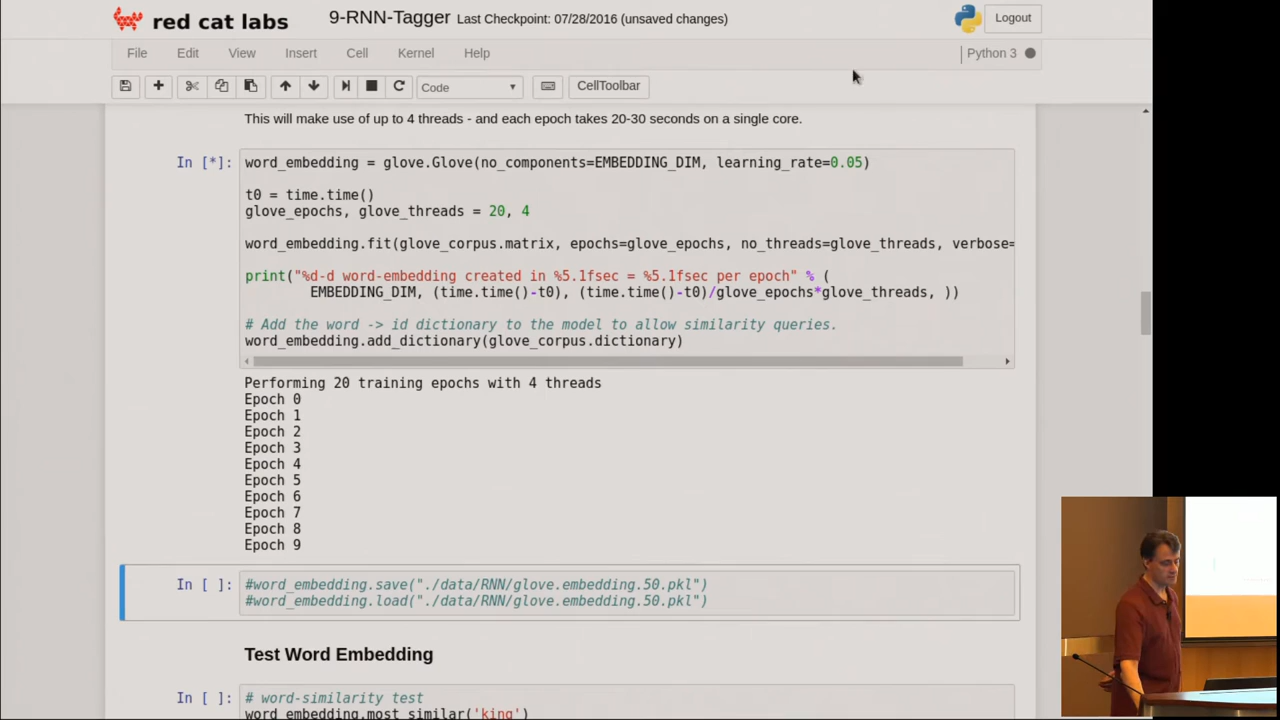 red cat labs
9-RNN-Tagger Last Checkpoint: 07/28/2016 (unsaved changes)
Logout
File Edit View Insert Cell Kernel Help
Python 3
Code
CellToolbar
This will make use of up to 4 threads - and each epoch takes 20-30 seconds on a single core.
In [*]:
word_embedding = glove.Glove(no_components=EMBEDDING_DIM, learning_rate=0.05)
t0 = time.time()
glove_epochs, glove_threads = 20, 4
word_embedding.fit(glove_corpus.matrix, epochs=glove_epochs, no_threads=glove_threads, verbose=
print("%d-d word-embedding created in %5.1fsec = %5.1fsec per epoch" % (
EMBEDDING_DIM, (time.time()-t0), (time.time()-t0)/glove_epochs*glove_threads, ))
# Add the word -> id dictionary to the model to allow similarity queries.
word_embedding.add_dictionary(glove_corpus.dictionary)
Performing 20 training epochs with 4 threads
Epoch 0
Epoch 1
Epoch 2
Epoch 3
Epoch 4
Epoch 5
Epoch 6
Epoch 7
Epoch 8
Epoch 9
In [ ]:
#word_embedding.save("./data/RNN/glove.embedding.50.pkl")
#word_embedding.load("./data/RNN/glove.embedding.50.pkl")
Test Word Embedding
In [ ]:
# word-similarity test
word_embedding.most_similar('king')